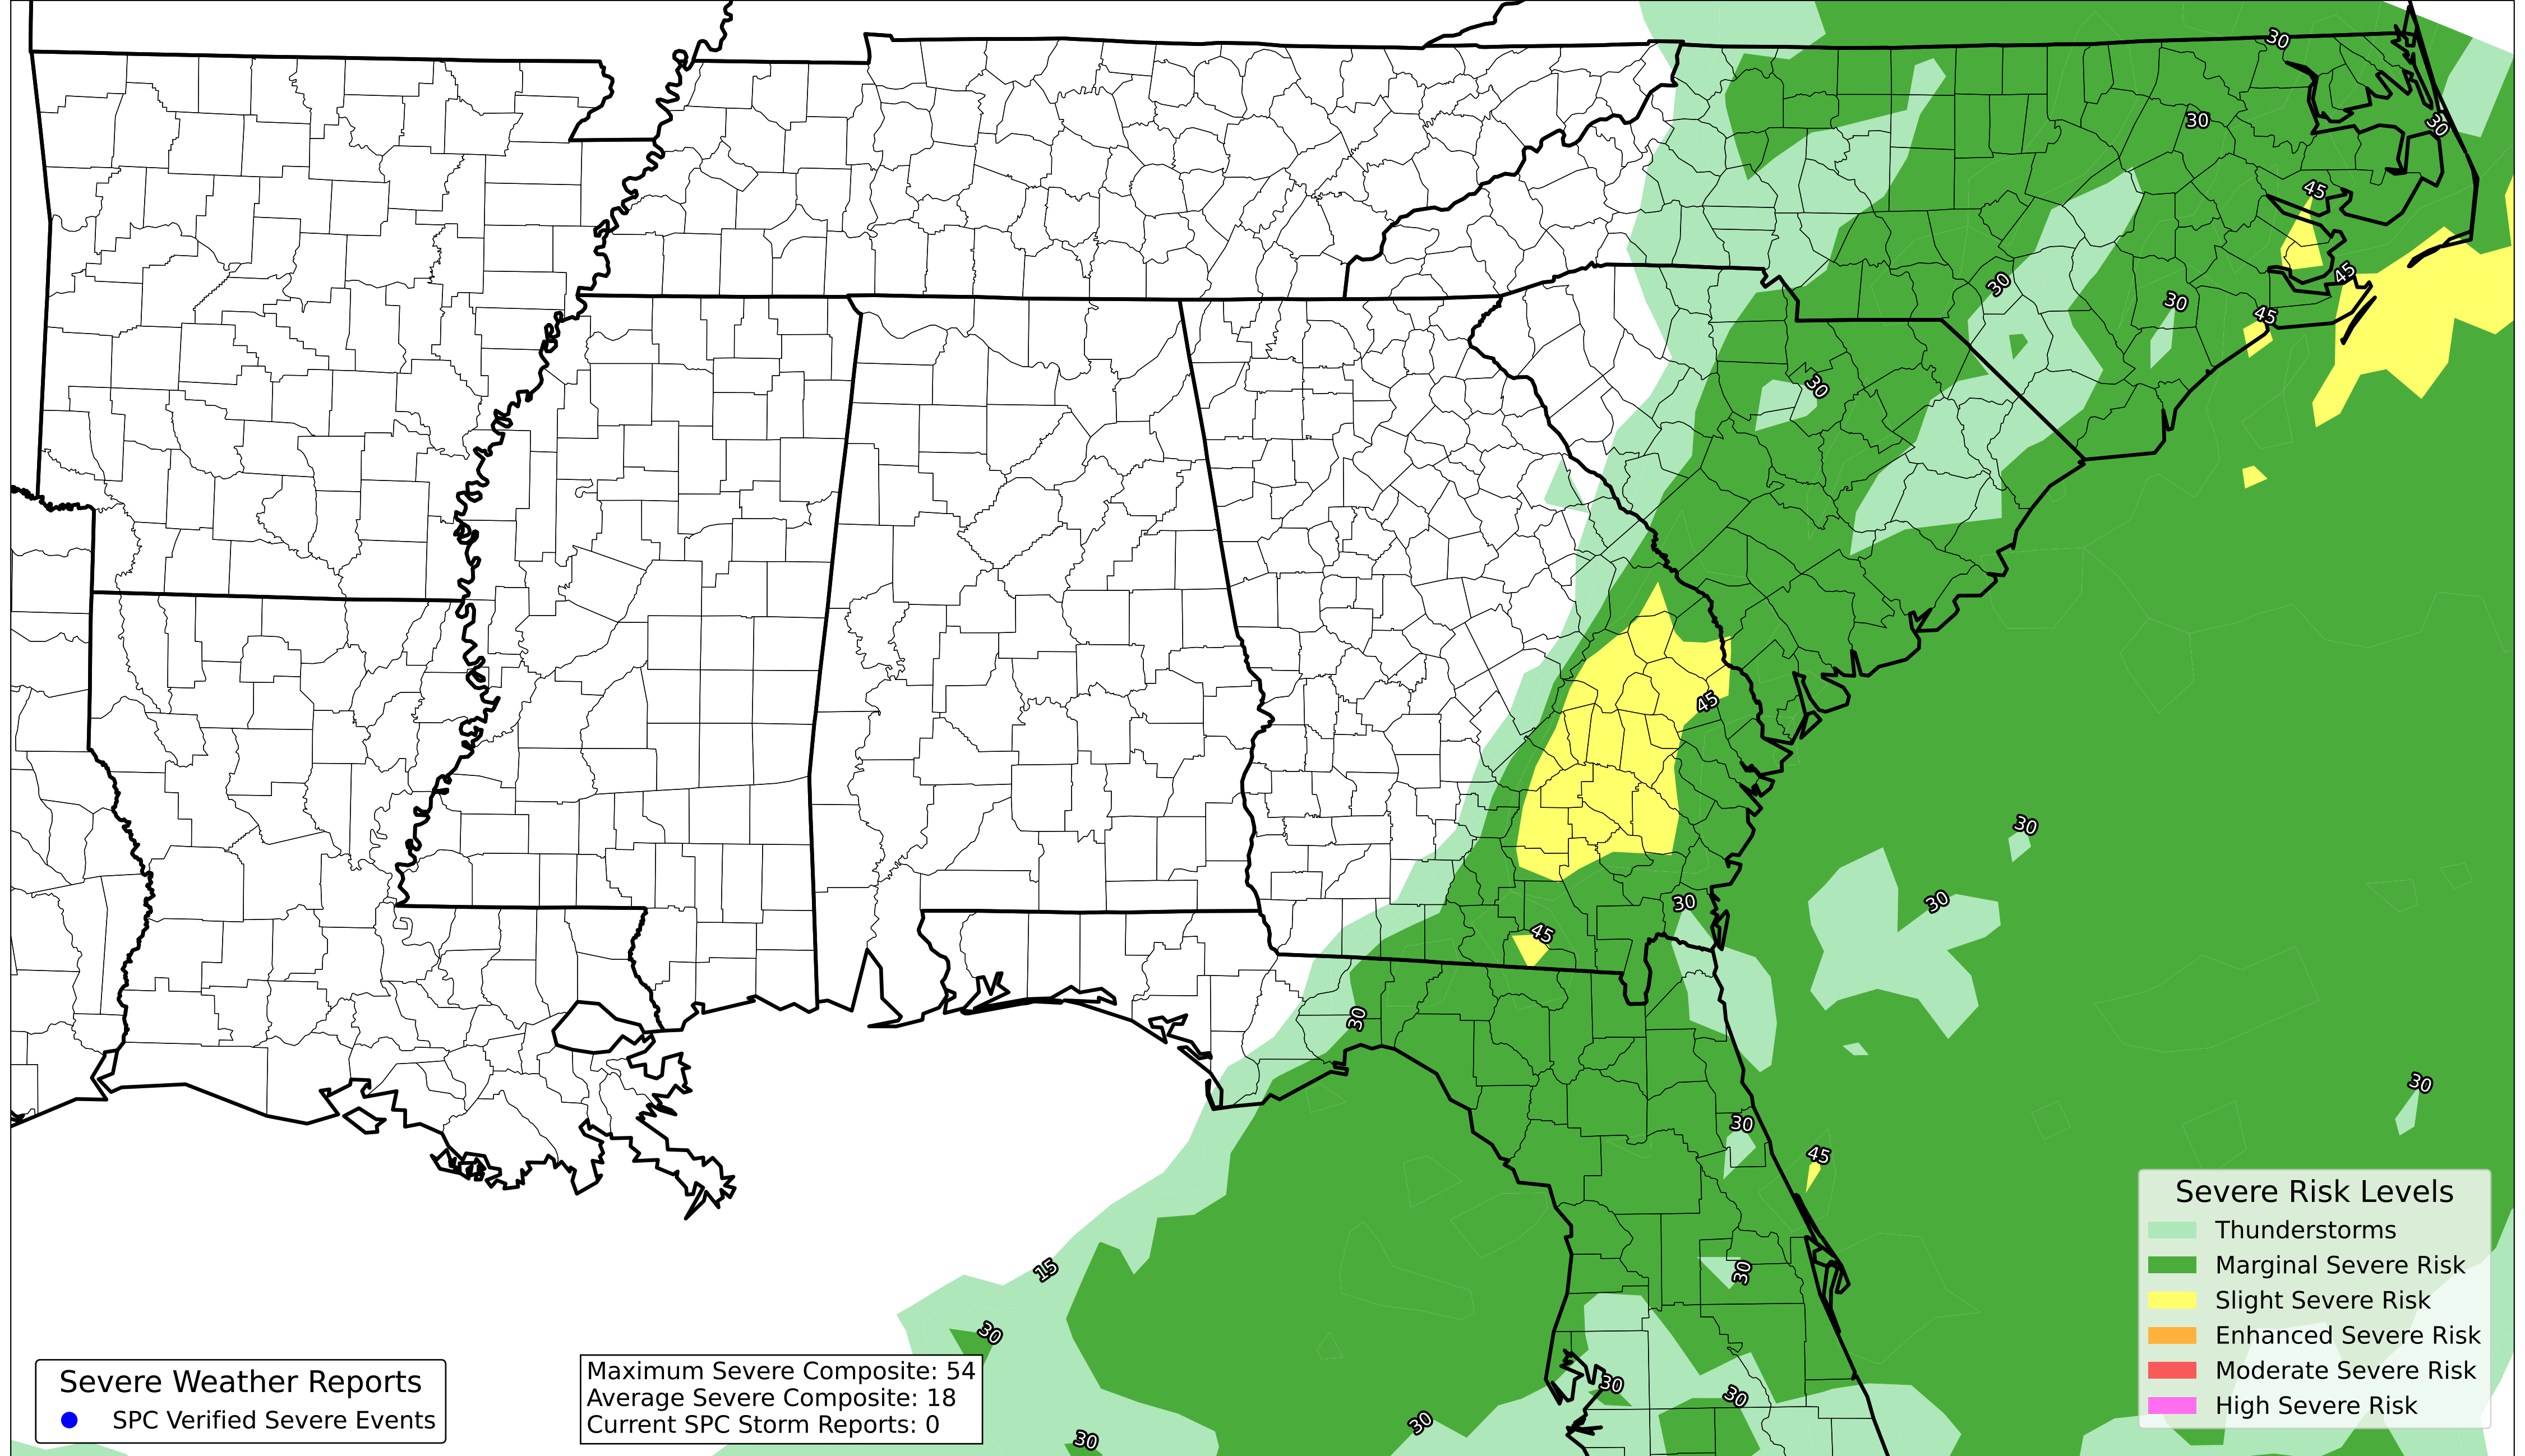 30
30
30
45
30
45
30
45
30
45
30
30
30
45
30
30
30
45
15
30
30
30
30
30
30
Severe Risk Levels
Thunderstorms
Marginal Severe Risk
Slight Severe Risk
Enhanced Severe Risk
Moderate Severe Risk
High Severe Risk
Maximum Severe Composite: 54
Average Severe Composite: 18
Current SPC Storm Reports: 0
Severe Weather Reports
SPC Verified Severe Events